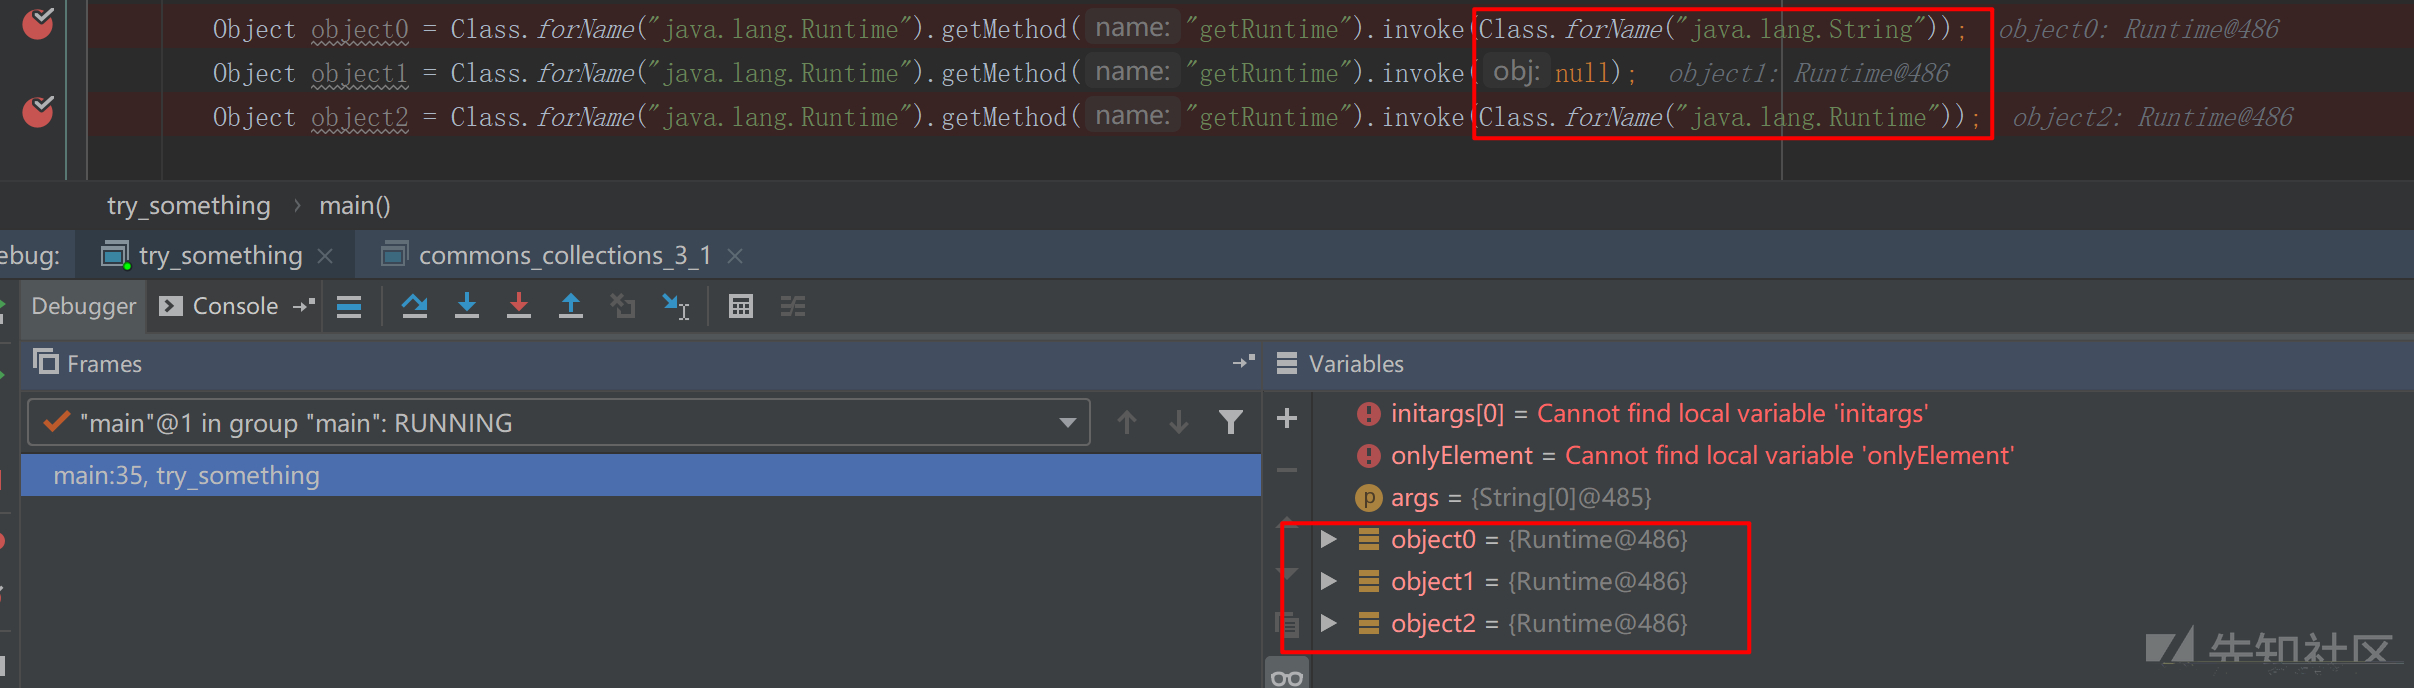 Object object0 = Class.forName("java.lang.Runtime").getMethod( name: "getRuntime").invoke(Class.forName("java.lang.String")); object0: Runtime@486
Object object1 = Class.forName("java.lang.Runtime").getMethod( name: "getRuntime").invoke( obj: null); object1: Runtime@486
Object object2 = Class.forName("java.lang.Runtime").getMethod( name: "getRuntime").invoke(Class.forName("java.lang.Runtime")); object2: Runtime@486
try_something › main()
ebug: try_something × commons_collections_3_1 ×
Debugger Console
Frames
Variables
"main"@1 in group "main": RUNNING
main:35, try_something
initargs[0] = Cannot find local variable 'initargs'
onlyElement = Cannot find local variable 'onlyElement'
args = {String[0]@485}
object0 = {Runtime@486}
object1 = {Runtime@486}
object2 = {Runtime@486}
先知社区